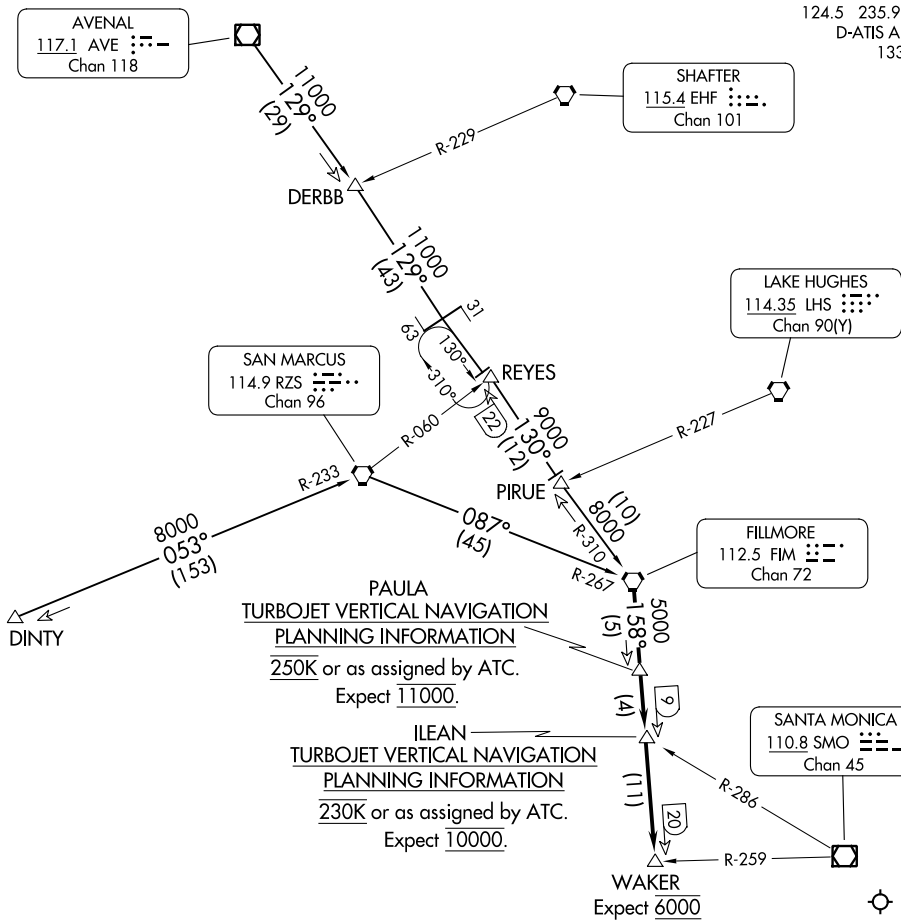 AVENAL
117.1 AVE
Chan 118
124.5 235.9
D-ATIS A
133
SHAFTER
115.4 EHF
Chan 101
11000
129°
(29)
R-229
DERBB
11000
129°
(43)
LAKE HUGHES
114.35 LHS
Chan 90(Y)
31
63
130°
310°
REYES
22
SAN MARCUS
114.9 RZS
Chan 96
R-060
9000
130°
(12)
R-227
R-233
PIRUE
8000
053°
(153)
087°
(45)
(10)
8000
R-310
FILLMORE
112.5 FIM
Chan 72
R-267
DINTY
5000
158°
(5)
PAULA
TURBOJET VERTICAL NAVIGATION
PLANNING INFORMATION
250K or as assigned by ATC.
Expect 11000.
(4)
9
ILEAN
TURBOJET VERTICAL NAVIGATION
PLANNING INFORMATION
230K or as assigned by ATC.
Expect 10000.
SANTA MONICA
110.8 SMO
Chan 45
R-286
(11)
20
R-259
WAKER
Expect 6000